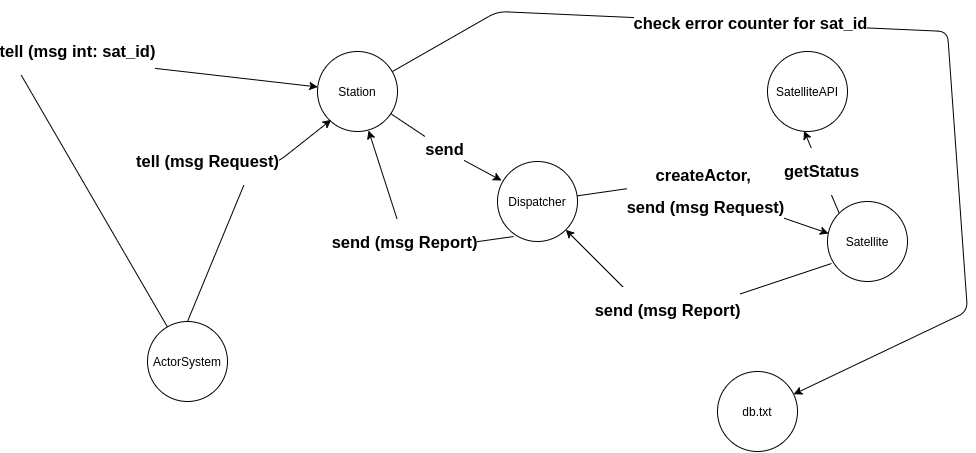 check error counter for sat_id
tell (msg int: sat_id)
Station
SatelliteAPI
send
tell (msg Request)
getStatus
createActor,
send (msg Request)
Dispatcher
send (msg Report)
Satellite
send (msg Report)
ActorSystem
db.txt